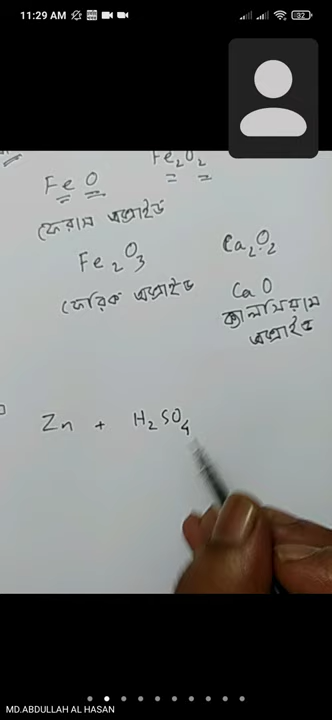 11:29 AM
32
Fe₂O₂
FeO
ফেরাস অক্সাইড
Fe₂O₃
Ca₂O₂
ফেরিক অক্সাইড
CaO
ক্যালসিয়াম
অক্সাইড
Zn + H₂SO₄
MD.ABDULLAH AL HASAN